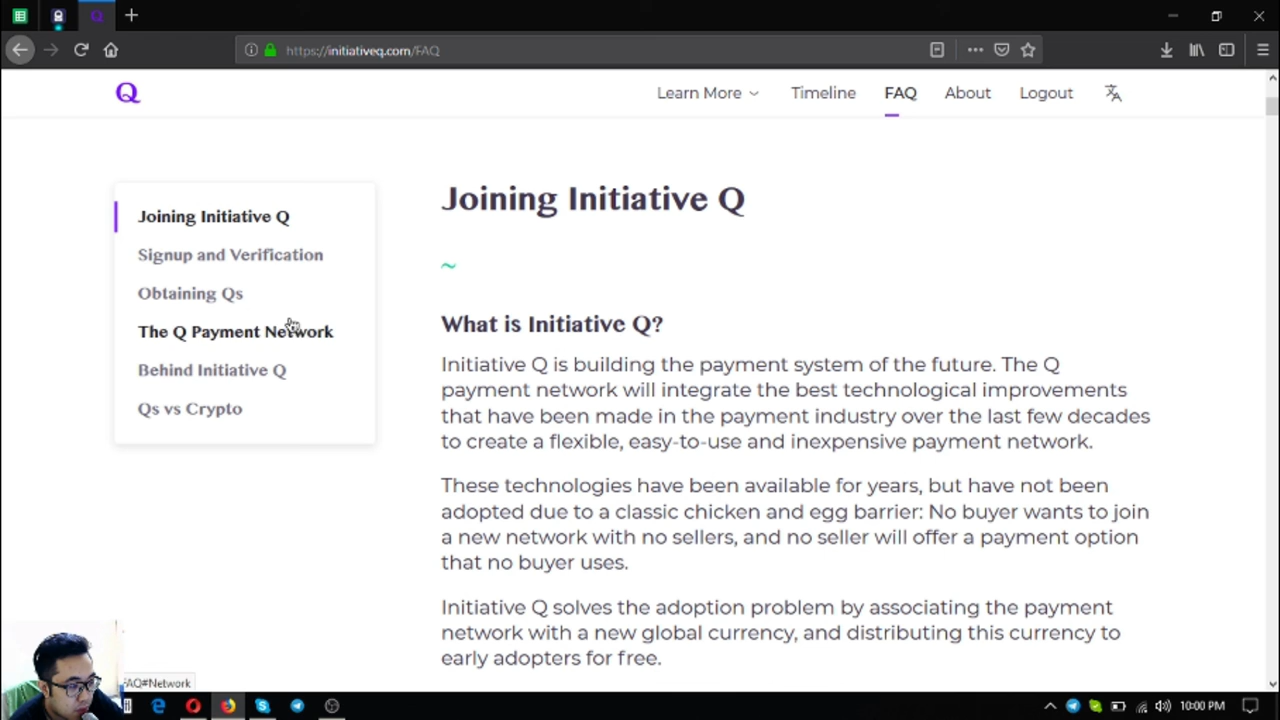 https://initiativeq.com/FAQ
Q
Learn More
Timeline
FAQ
About
Logout
Joining Initiative Q
Signup and Verification
Obtaining Qs
The Q Payment Network
Behind Initiative Q
Qs vs Crypto
Joining Initiative Q
~
What is Initiative Q?
Initiative Q is building the payment system of the future. The Q
payment network will integrate the best technological improvements
that have been made in the payment industry over the last few decades
to create a flexible, easy-to-use and inexpensive payment network.
These technologies have been available for years, but have not been
adopted due to a classic chicken and egg barrier: No buyer wants to join
a new network with no sellers, and no seller will offer a payment option
that no buyer uses.
Initiative Q solves the adoption problem by associating the payment
network with a new global currency, and distributing this currency to
early adopters for free.
FAQ#Network
10:00 PM